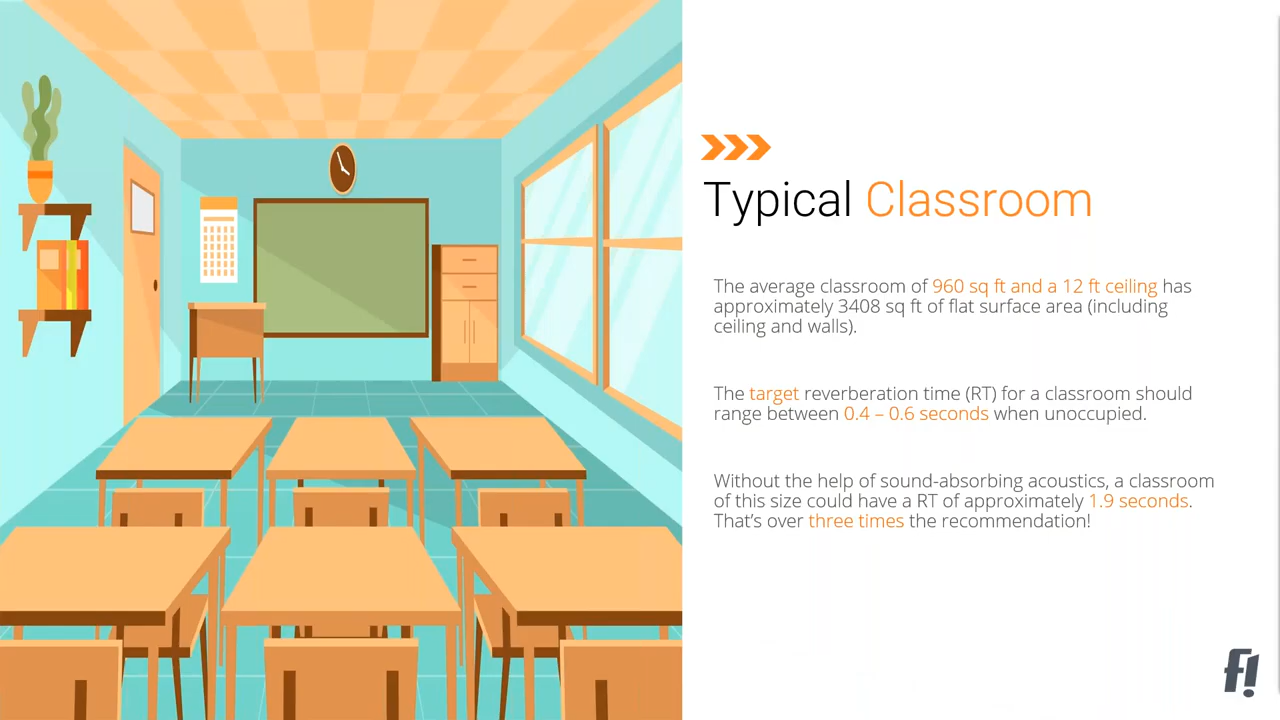 Typical Classroom
The average classroom of 960 sq ft and a 12 ft ceiling has
approximately 3408 sq ft of flat surface area (including
ceiling and walls).
The target reverberation time (RT) for a classroom should
range between 0.4 – 0.6 seconds when unoccupied.
Without the help of sound-absorbing acoustics, a classroom
of this size could have a RT of approximately 1.9 seconds.
That’s over three times the recommendation!
f!